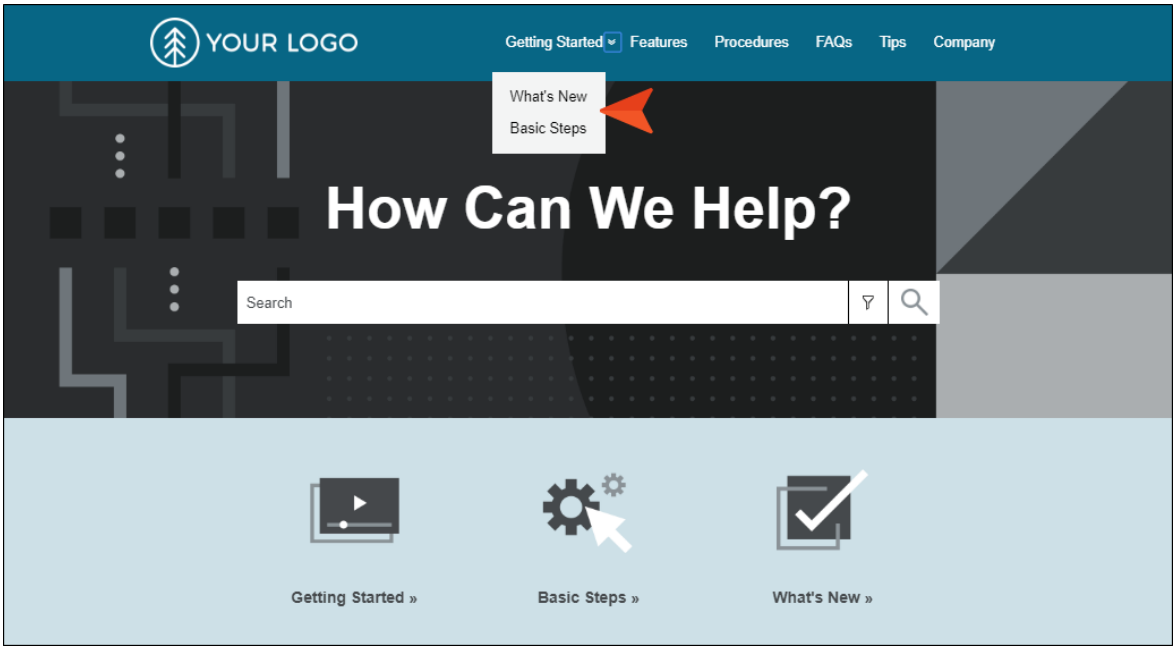 YOUR LOGO
Getting Started Features Procedures FAQs Tips Company
What's New
Basic Steps
How Can We Help?
Search
Getting Started » Basic Steps » What's New »